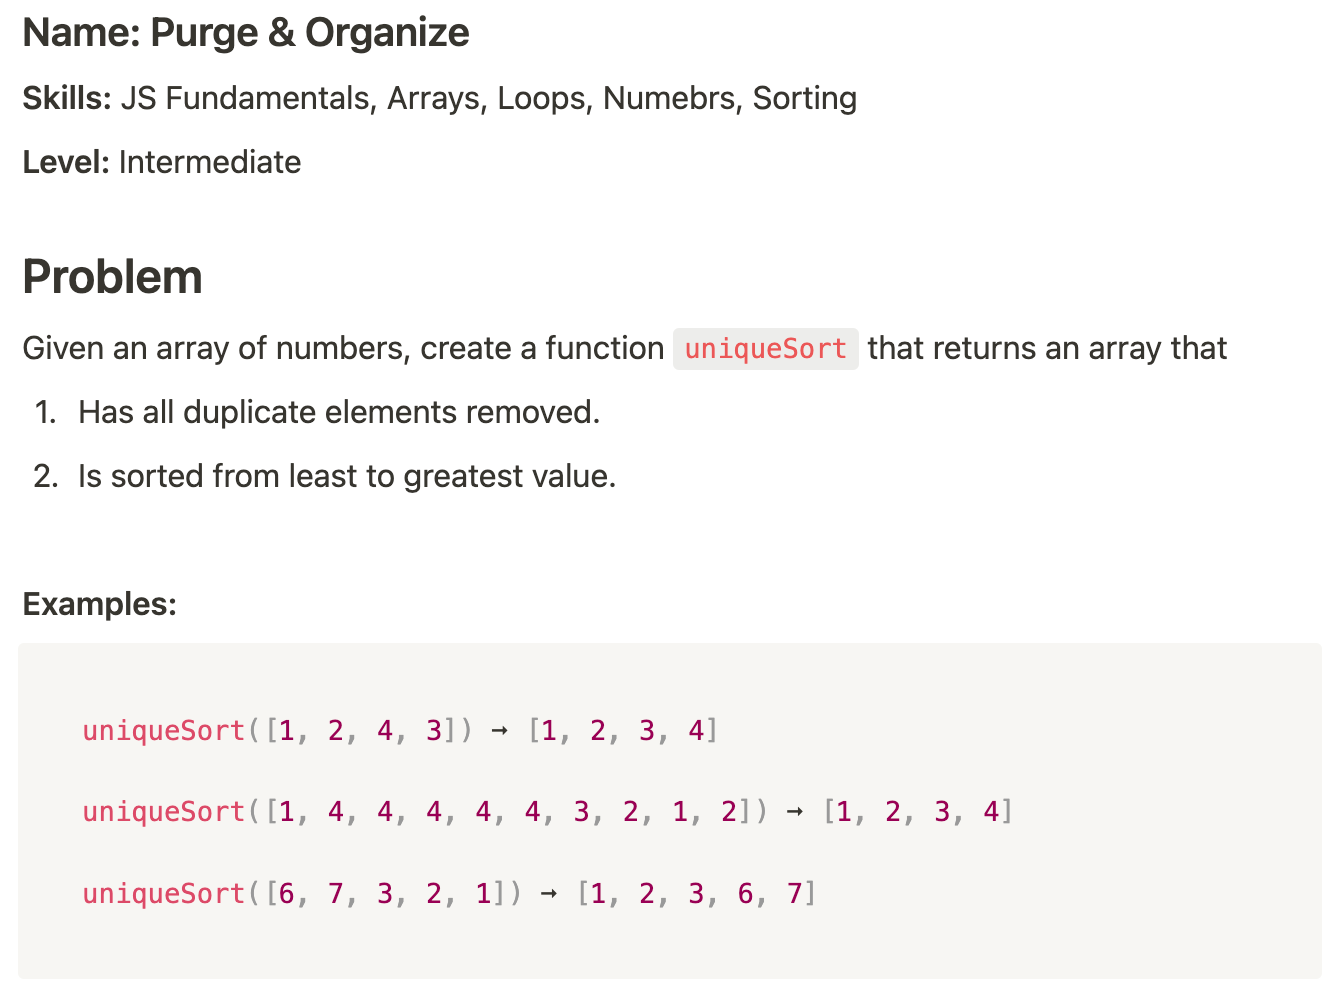 Name: Purge & Organize
Skills: JS Fundamentals, Arrays, Loops, Numebrs, Sorting
Level: Intermediate
Problem
Given an array of numbers, create a function uniqueSort that returns an array that
1. Has all duplicate elements removed.
2. Is sorted from least to greatest value.
Examples:
uniqueSort([1, 2, 4, 3]) → [1, 2, 3, 4]
uniqueSort([1, 4, 4, 4, 4, 4, 3, 2, 1, 2]) → [1, 2, 3, 4]
uniqueSort([6, 7, 3, 2, 1]) → [1, 2, 3, 6, 7]